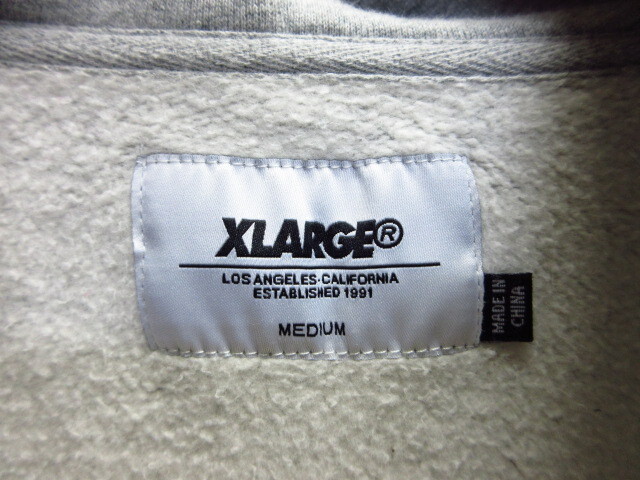 XLARGE®
LOS ANGELES·CALIFORNIA
ESTABLISHED 1991
MEDIUM
MADE IN
CHINA